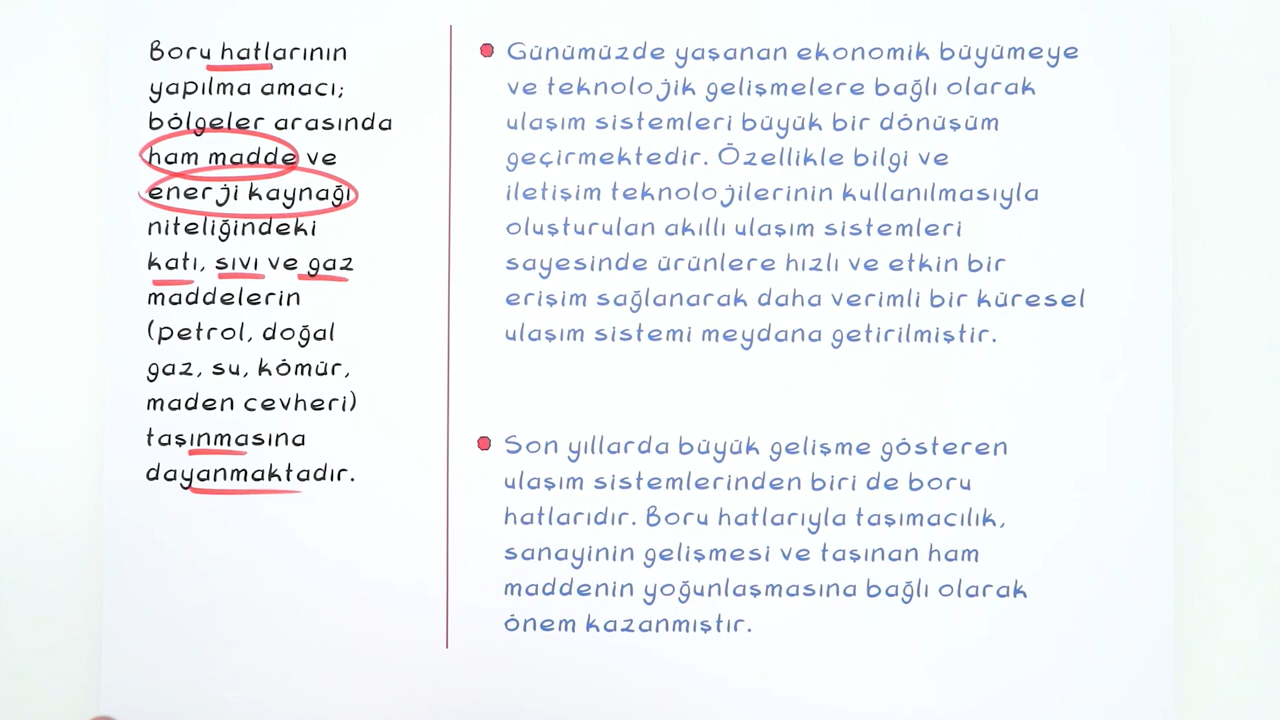 Boru hatlarının
yapılma amacı;
bölgeler arasında
ham madde ve
enerji kaynağı
niteliğindeki
katı, sıvı ve gaz
maddelerin
(petrol, doğal
gaz, su, kömür,
maden cevheri)
taşınmasına
dayanmaktadır.
Günümüzde yaşanan ekonomik büyümeye
ve teknolojik gelişmelere bağlı olarak
ulaşım sistemleri büyük bir dönüşüm
geçirmektedir. Özellikle bilgi ve
iletişim teknolojilerinin kullanılmasıyla
oluşturulan akıllı ulaşım sistemleri
sayesinde ürünlere hızlı ve etkin bir
erişim sağlanarak daha verimli bir küresel
ulaşım sistemi meydana getirilmiştir.
Son yıllarda büyük gelişme gösteren
ulaşım sistemlerinden biri de boru
hatlarıdır. Boru hatlarıyla taşımacılık,
sanayinin gelişmesi ve taşınan ham
maddenin yoğunlaşmasına bağlı olarak
önem kazanmıştır.